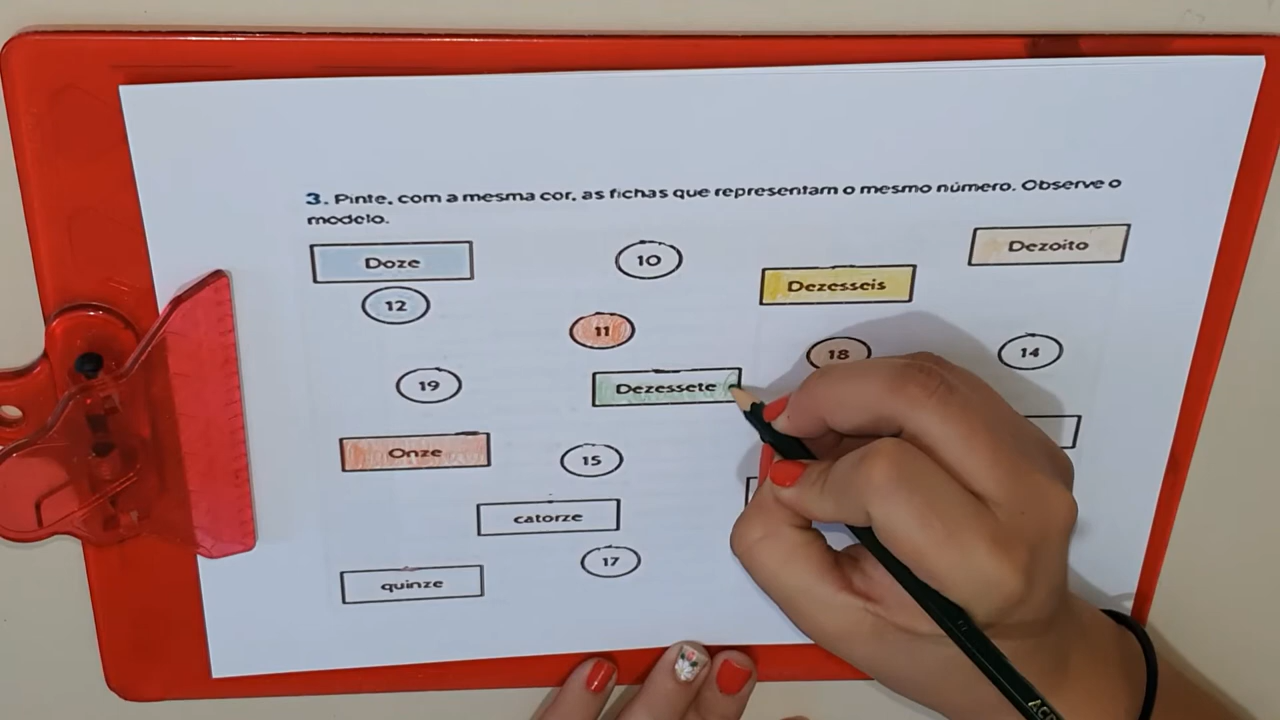 3. Pinte, com a mesma cor, as fichas que representam o mesmo número. Observe o
modelo.
Doze
10
Dezoito
Dezesseis
12
11
18
14
19
Dezessete
Onze
15
catorze
17
quinze